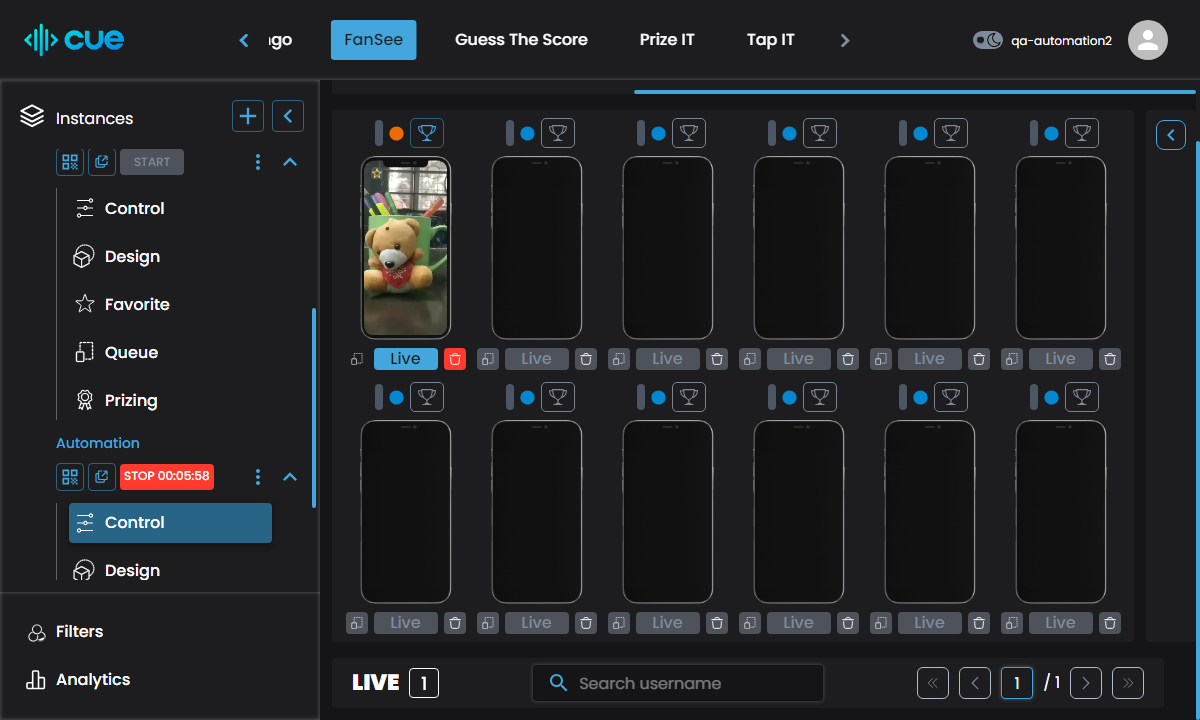 cue
ngo
FanSee
Guess The Score
Prize IT
Tap IT
qa-automation2
Instances
START
Control
Design
Favorite
Queue
Prizing
Automation
STOP 00:05:58
Control
Design
Filters
Analytics
Live Live Live Live Live Live
Live Live Live Live Live Live
LIVE 1
Search username
1 / 1